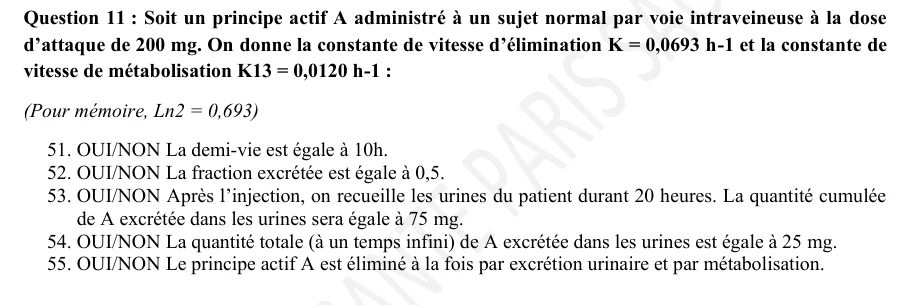 Question 11 : Soit un principe actif A administré à un sujet normal par voie intraveineuse à la dose
d’attaque de 200 mg. On donne la constante de vitesse d’élimination K = 0,0693 h-1 et la constante de
vitesse de métabolisation K13 = 0,0120 h-1 :
(Pour mémoire, Ln2 = 0,693)
51. OUI/NON La demi-vie est égale à 10h.
52. OUI/NON La fraction excrétée est égale à 0,5.
53. OUI/NON Après l’injection, on recueille les urines du patient durant 20 heures. La quantité cumulée
de A excrétée dans les urines sera égale à 75 mg.
54. OUI/NON La quantité totale (à un temps infini) de A excrétée dans les urines est égale à 25 mg.
55. OUI/NON Le principe actif A est éliminé à la fois par excrétion urinaire et par métabolisation.
SANTE PARIS SAC